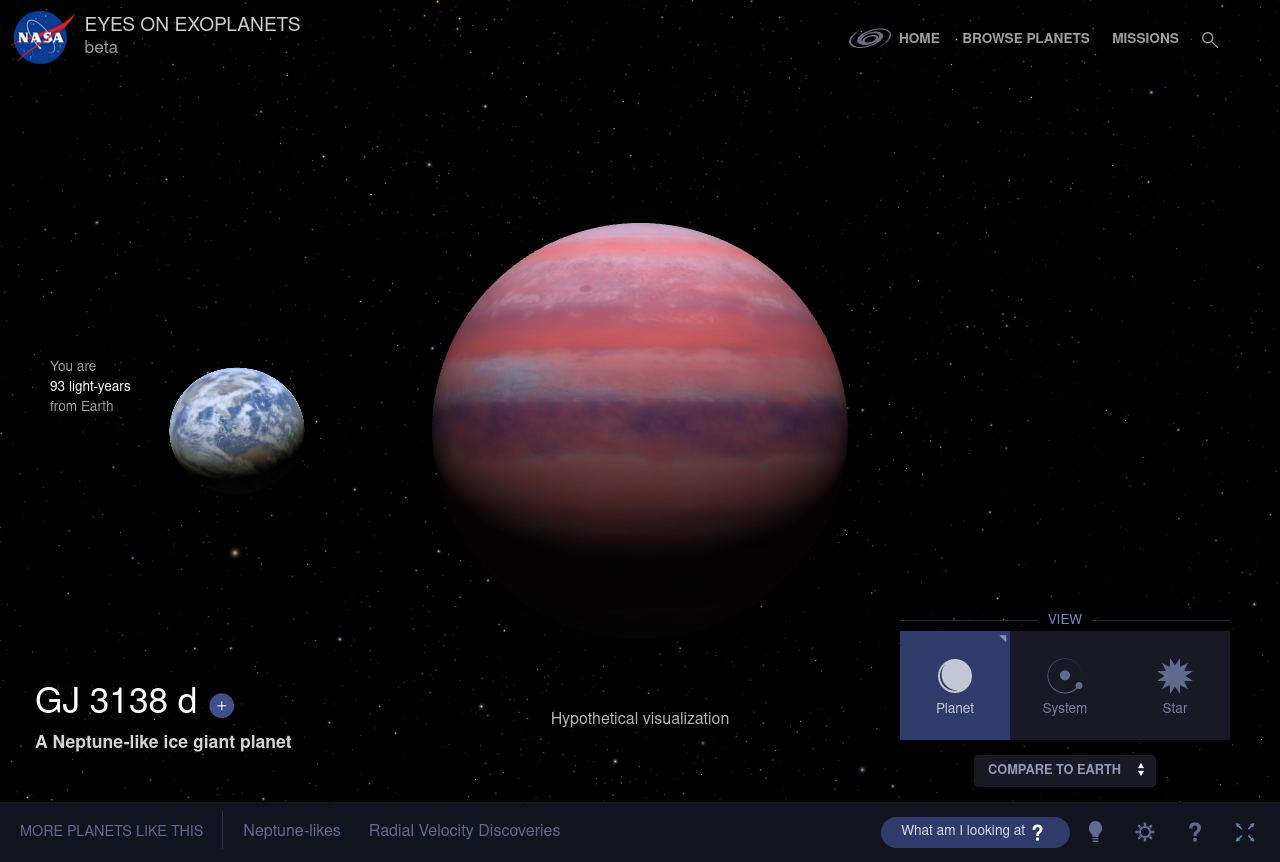 NASA
EYES ON EXOPLANETS
beta
HOME
BROWSE PLANETS
MISSIONS
You are
93 light-years
from Earth
GJ 3138 d +
A Neptune-like ice giant planet
Hypothetical visualization
VIEW
Planet
System
Star
COMPARE TO EARTH
MORE PLANETS LIKE THIS
Neptune-likes
Radial Velocity Discoveries
What am I looking at ?
?